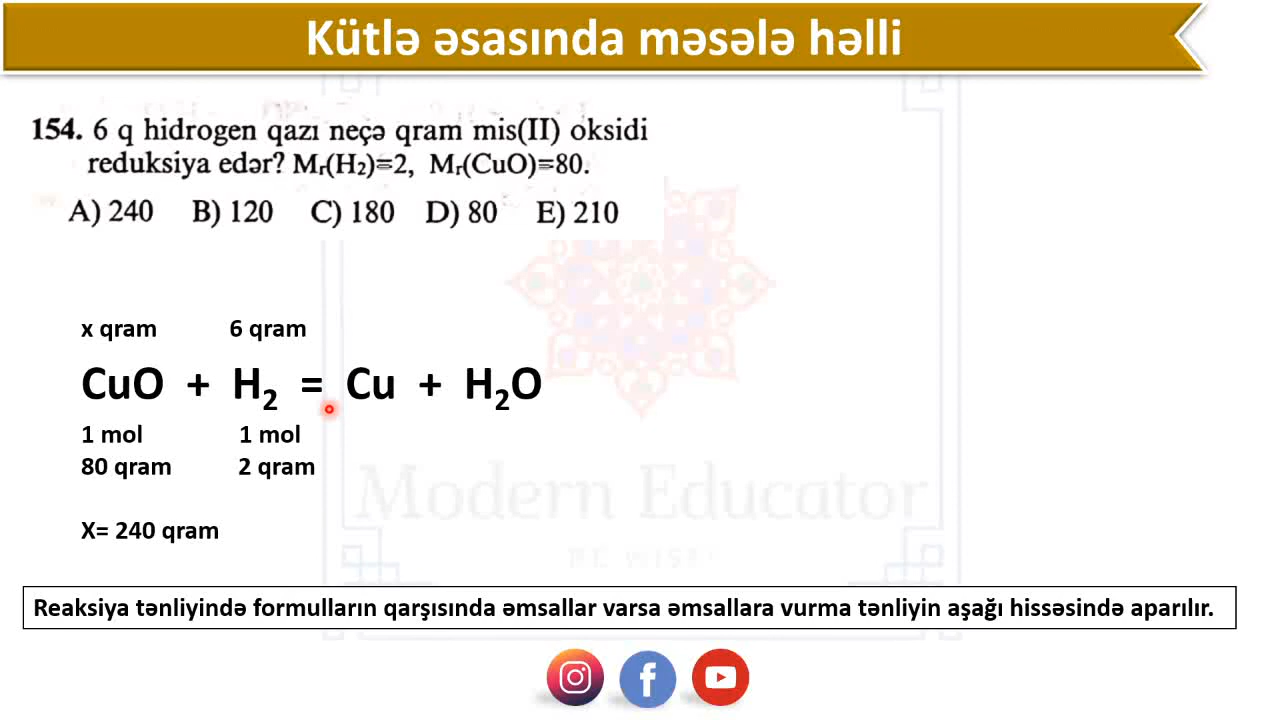 Kütlə əsasında məsələ həlli
154. 6 q hidrogen qazı neçə qram mis(II) oksidi
reduksiya edər? Mᵣ(H₂)=2, Mᵣ(CuO)=80.
A) 240 B) 120 C) 180 D) 80 E) 210
x qram 6 qram
CuO + H₂ = Cu + H₂O
1 mol 1 mol
80 qram 2 qram
X= 240 qram
Modern Educator
BE WISE!
Reaksiya tənliyində formulların qarşısında əmsallar varsa əmsallara vurma tənliyin aşağı hissəsində aparılır.